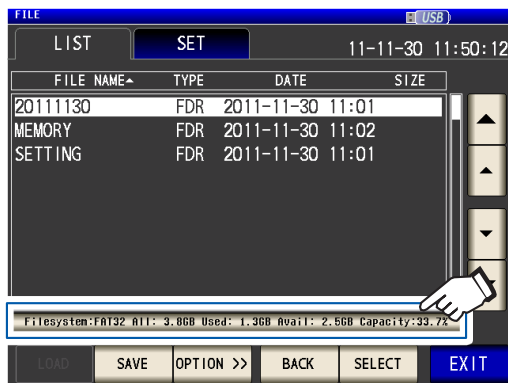 FILE USB
LIST SET 11-11-30 11:50:12
FILE NAME▲ TYPE DATE SIZE
20111130 FDR 2011-11-30 11:01
MEMORY FDR 2011-11-30 11:02
SETTING FDR 2011-11-30 11:01
Filesystem:FAT32 All: 3.8GB Used: 1.3GB Avail: 2.5GB Capacity:33.7%
LOAD SAVE OPTION >> BACK SELECT EXIT